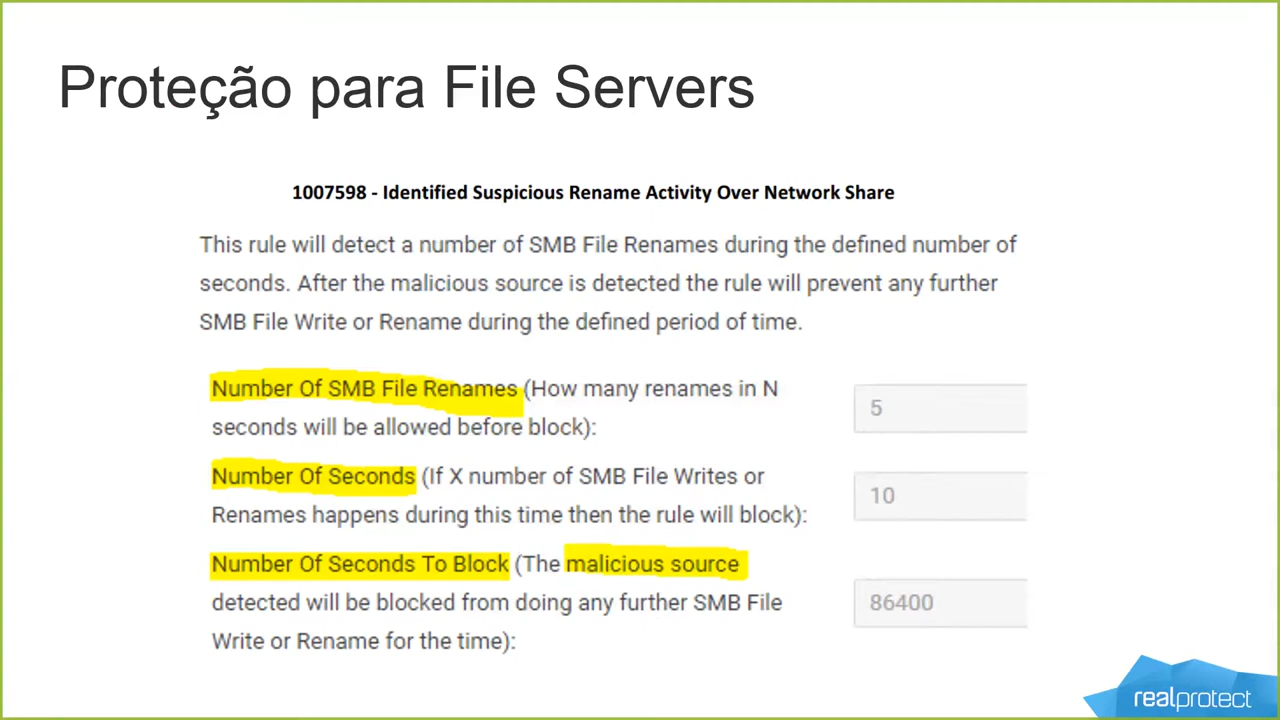 Proteção para File Servers
1007598 - Identified Suspicious Rename Activity Over Network Share
This rule will detect a number of SMB File Renames during the defined number of
seconds. After the malicious source is detected the rule will prevent any further
SMB File Write or Rename during the defined period of time.
Number Of SMB File Renames (How many renames in N
seconds will be allowed before block):
5
Number Of Seconds (If X number of SMB File Writes or
Renames happens during this time then the rule will block):
10
Number Of Seconds To Block (The malicious source
detected will be blocked from doing any further SMB File
Write or Rename for the time):
86400
realprotect